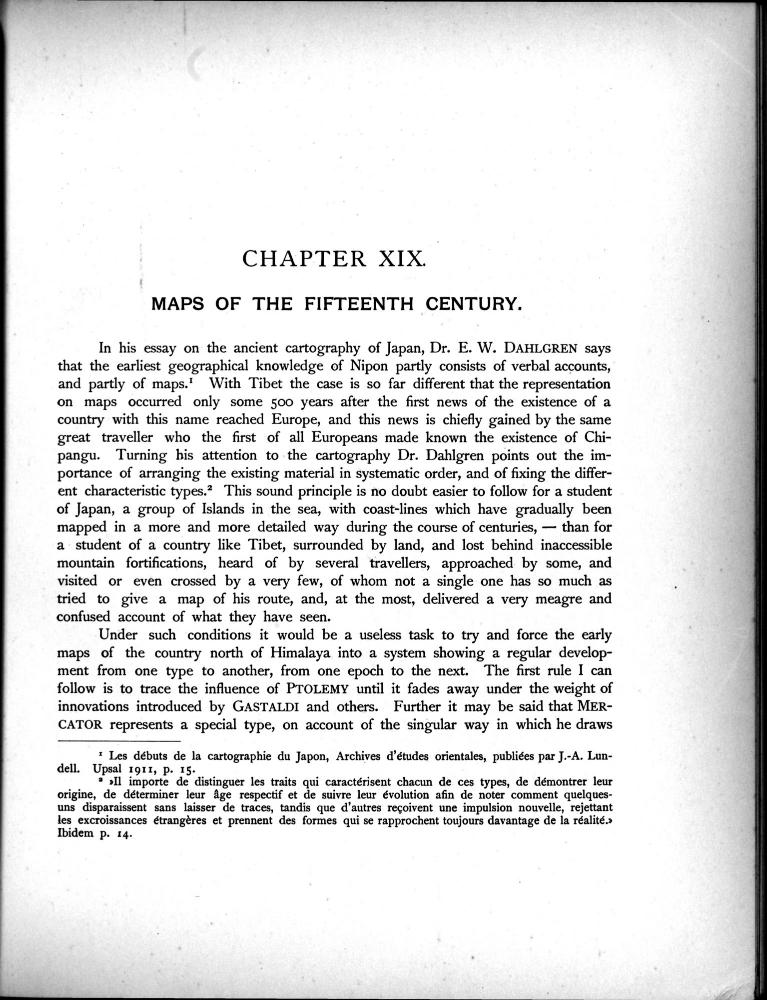 CHAPTER XIX.
MAPS OF THE FIFTEENTH CENTURY.
In his essay on the ancient cartography of Japan, Dr. E. W. DAHLGREN says
that the earliest geographical knowledge of Nipon partly consists of verbal accounts,
and partly of maps.¹ With Tibet the case is so far different that the representation
on maps occurred only some 500 years after the first news of the existence of a
country with this name reached Europe, and this news is chiefly gained by the same
great traveller who the first of all Europeans made known the existence of Chi-
pangu. Turning his attention to the cartography Dr. Dahlgren points out the im-
portance of arranging the existing material in systematic order, and of fixing the differ-
ent characteristic types.² This sound principle is no doubt easier to follow for a student
of Japan, a group of Islands in the sea, with coast-lines which have gradually been
mapped in a more and more detailed way during the course of centuries, — than for
a student of a country like Tibet, surrounded by land, and lost behind inaccessible
mountain fortifications, heard of by several travellers, approached by some, and
visited or even crossed by a very few, of whom not a single one has so much as
tried to give a map of his route, and, at the most, delivered a very meagre and
confused account of what they have seen.
Under such conditions it would be a useless task to try and force the early
maps of the country north of Himalaya into a system showing a regular develop-
ment from one type to another, from one epoch to the next. The first rule I can
follow is to trace the influence of PTOLEMY until it fades away under the weight of
innovations introduced by GASTALDI and others. Further it may be said that MER-
CATOR represents a special type, on account of the singular way in which he draws
¹ Les débuts de la cartographie du Japon, Archives d'études orientales, publiées par J.-A. Lun-
dell. Upsal 1911, p. 15.
² »Il importe de distinguer les traits qui caractérisent chacun de ces types, de démontrer leur
origine, de déterminer leur âge respectif et de suivre leur évolution afin de noter comment quelques-
uns disparaissent sans laisser de traces, tandis que d'autres reçoivent une impulsion nouvelle, rejettant
les excroissances étrangères et prennent des formes qui se rapprochent toujours davantage de la réalité.»
Ibidem p. 14.